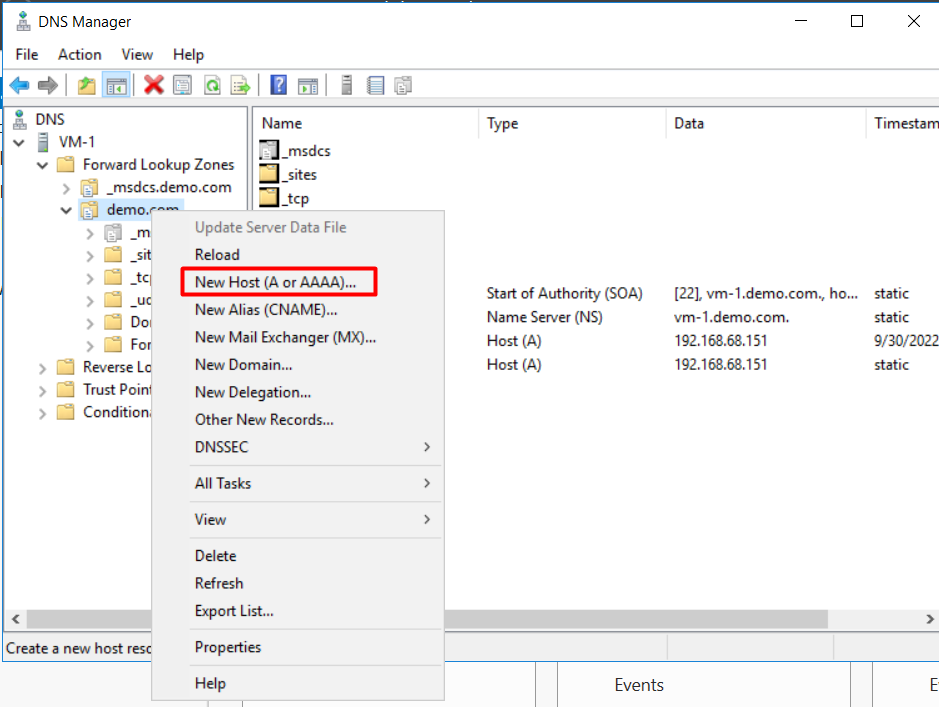 DNS Manager
File Action View Help
DNS
VM-1
Forward Lookup Zones
_msdcs.demo.com
demo.com
_m
_sit
_tcp
_ud
Do
For
Reverse Lo
Trust Point
Conditiona
Name Type Data Timestam
_msdcs
_sites
_tcp
Start of Authority (SOA) [22], vm-1.demo.com., ho... static
Name Server (NS) vm-1.demo.com. static
Host (A) 192.168.68.151 9/30/2022
Host (A) 192.168.68.151 static
Update Server Data File
Reload
New Host (A or AAAA)...
New Alias (CNAME)...
New Mail Exchanger (MX)...
New Domain...
New Delegation...
Other New Records...
DNSSEC
All Tasks
View
Delete
Refresh
Export List...
Properties
Help
Create a new host reso
Events
E